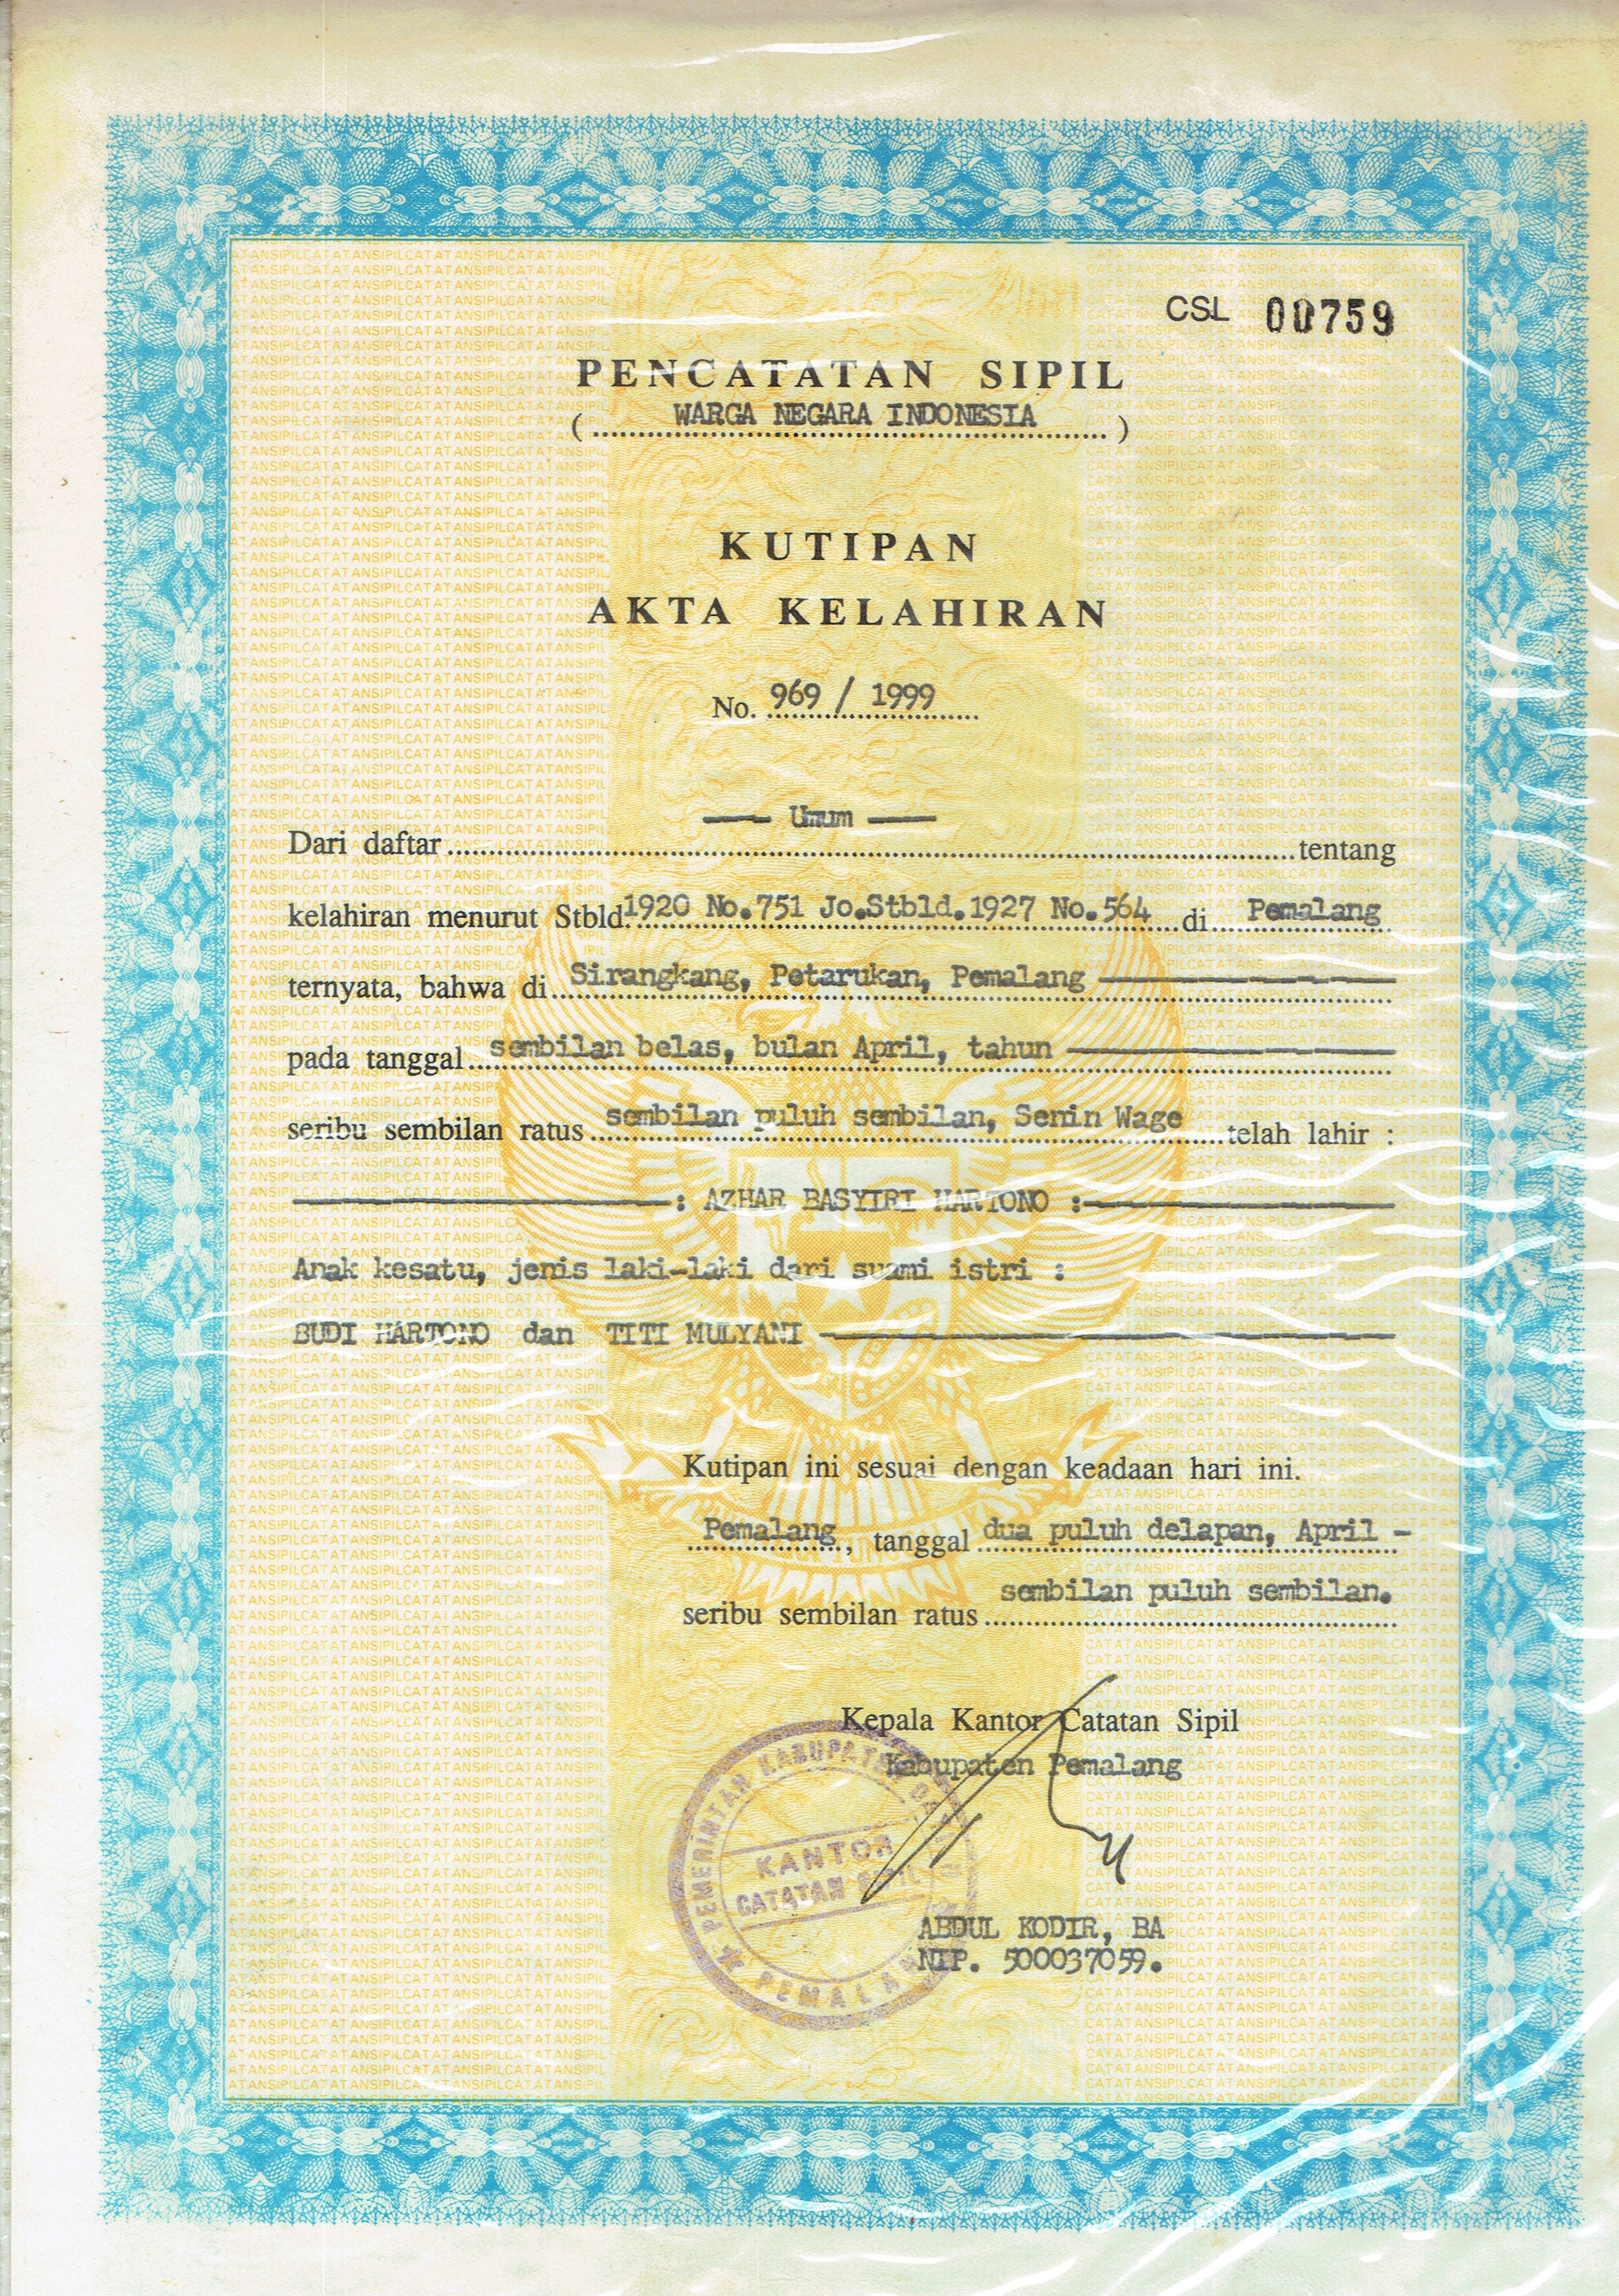 CSL 00759
PENCATATAN SIPIL
( WARGA NEGARA INDONESIA )
KUTIPAN
AKTA KELAHIRAN
No. 969 / 1999
Dari daftar —— Umum —— tentang
kelahiran menurut Stbld. 1920 No.751 Jo.Stbld.1927 No.564 di Pemalang
ternyata, bahwa di Sirangkang, Petarukan, Pemalang
pada tanggal sembilan belas, bulan April, tahun
seribu sembilan ratus sembilan puluh sembilan, Senin Wage telah lahir :
: AZHAR BASYIRI HARTONO :
Anak kesatu, jenis laki-laki dari suami istri :
BUDI HARTONO dan TITI MULYANI
Kutipan ini sesuai dengan keadaan hari ini.
Pemalang, tanggal dua puluh delapan, April -
seribu sembilan ratus sembilan puluh sembilan.
Kepala Kantor Catatan Sipil
Kabupaten Pemalang
PEMERINTAH KABUPATEN
KANTOR
CATATAN SIPIL
PEMALANG
ABDUL KODIR, BA
NIP. 500037059.